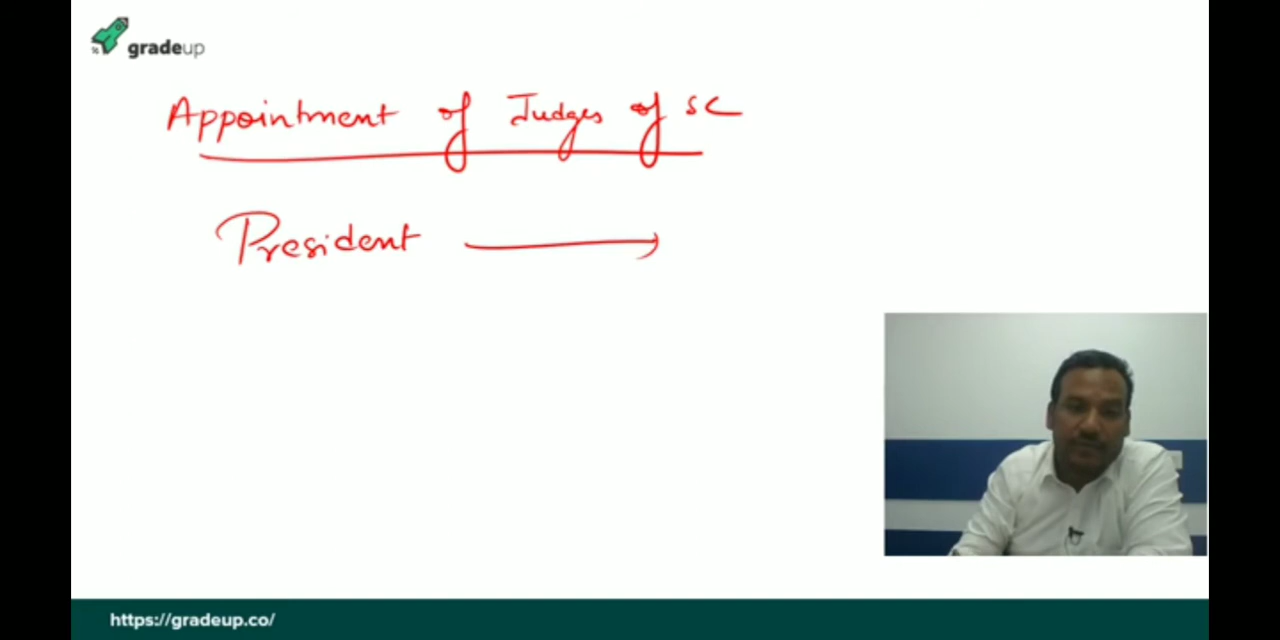 gradeup
Appointment of Judges of SC
President
https://gradeup.co/